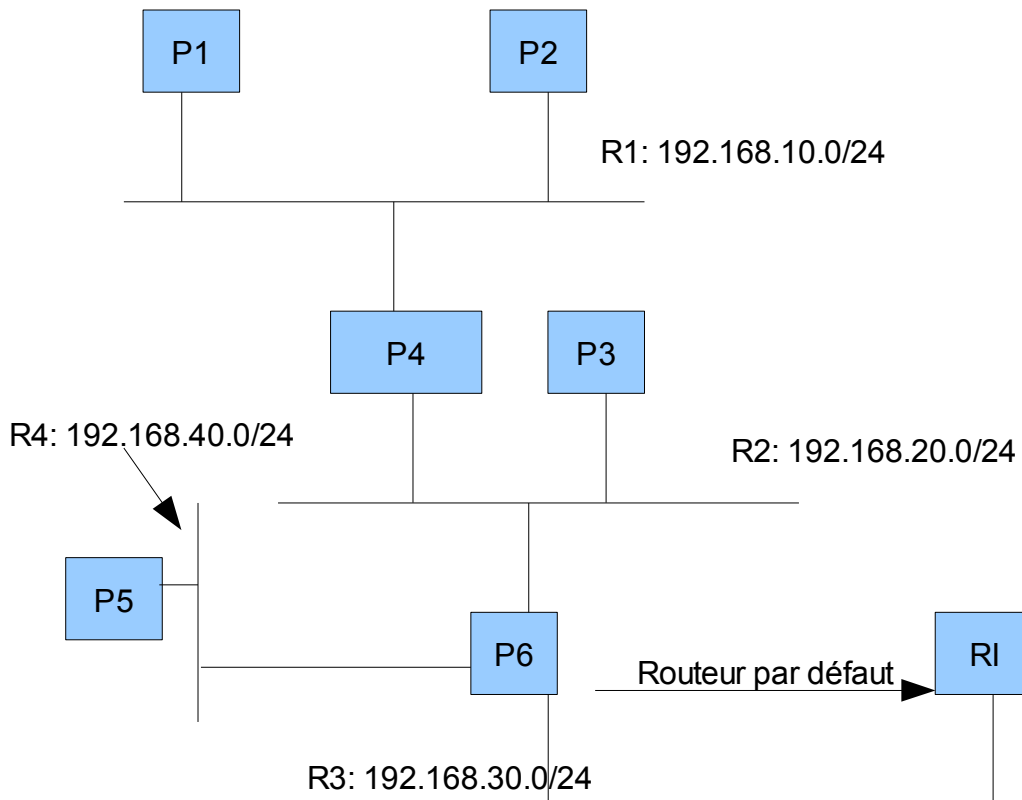 P1
P2
R1: 192.168.10.0/24
P4
P3
R4: 192.168.40.0/24
R2: 192.168.20.0/24
P5
P6
Routeur par défaut
RI
R3: 192.168.30.0/24